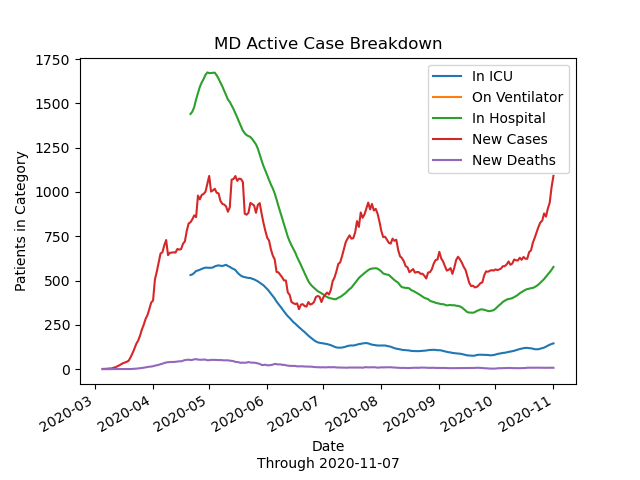 MD Active Case Breakdown
Patients in Category
1750
1500
1250
1000
750
500
250
0
In ICU
On Ventilator
In Hospital
New Cases
New Deaths
2020-03
2020-04
2020-05
2020-06
2020-07
2020-08
2020-09
2020-10
2020-11
Date
Through 2020-11-07